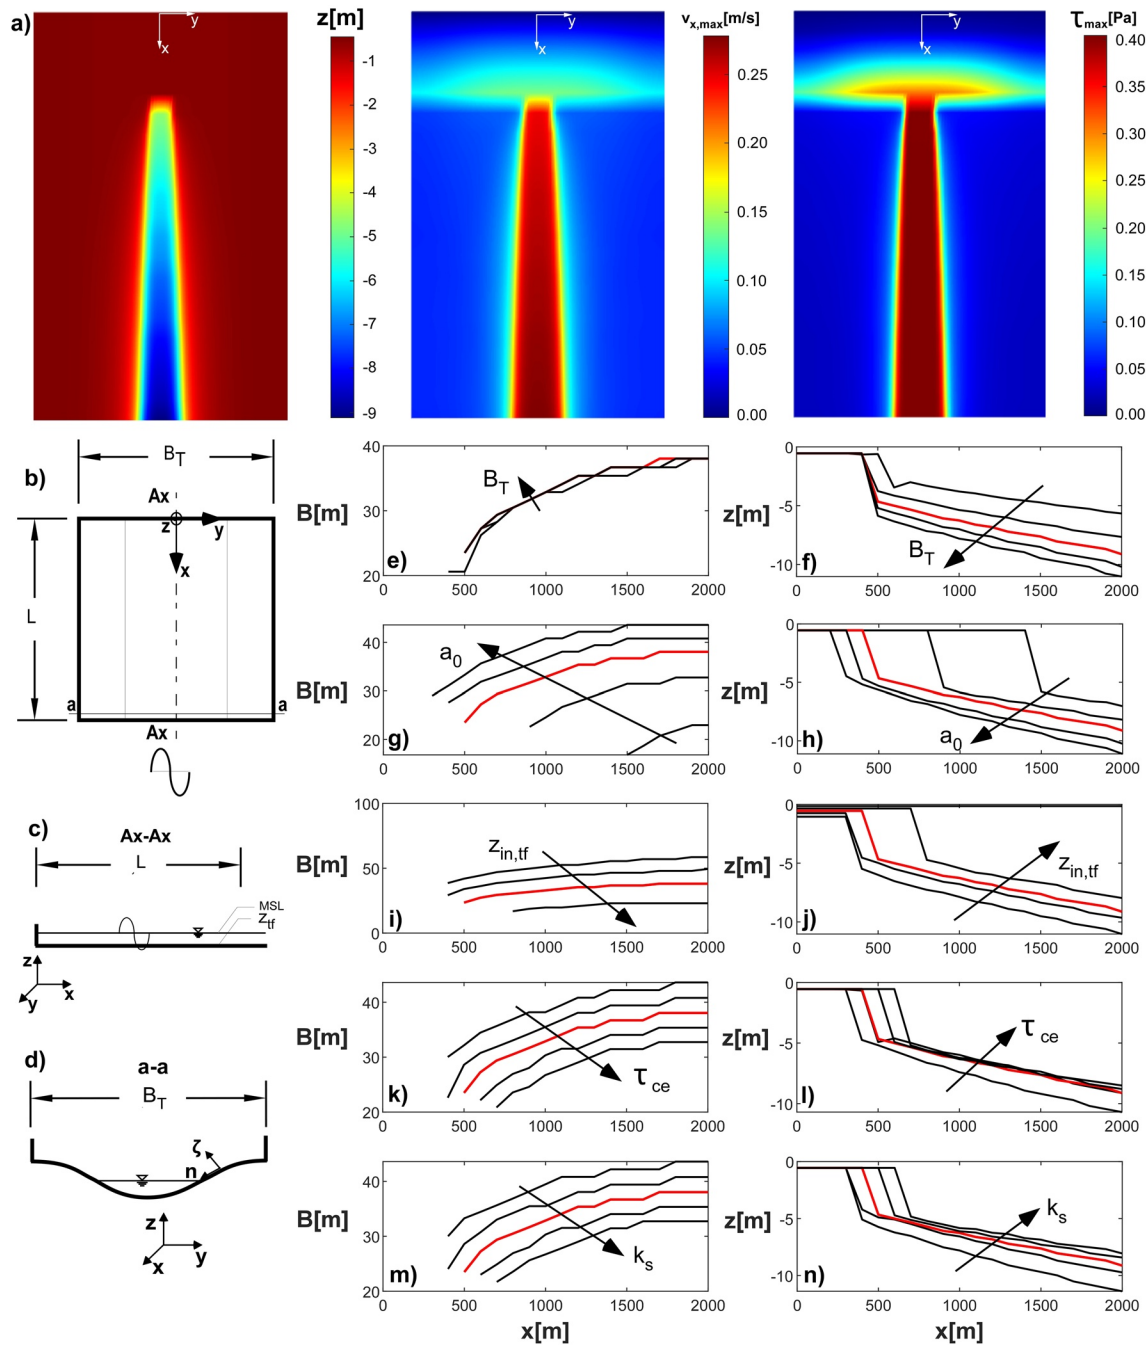 a)
z[m]
v_x,max[m/s]
τ_max[Pa]
y
x
y
x
y
x
-1
-2
-3
-4
-5
-6
-7
-8
-9
0.25
0.20
0.15
0.10
0.05
0.00
0.40
0.35
0.30
0.25
0.20
0.15
0.10
0.05
0.00
b)
B_T
Ax
z
y
x
L
a
a
Ax
c)
Ax-Ax
L
MSL
z_tf
z
y
x
d)
a-a
B_T
ζ
n
z
x
y
B[m]
40
30
20
B_T
e)
0 500 1000 1500 2000
z[m]
0
-5
-10
B_T
f)
0 500 1000 1500 2000
B[m]
40
30
20
a_0
g)
0 500 1000 1500 2000
z[m]
0
-5
-10
a_0
h)
0 500 1000 1500 2000
B[m]
100
50
0
z_in,tf
i)
0 500 1000 1500 2000
z[m]
0
-5
-10
z_in,tf
j)
0 500 1000 1500 2000
B[m]
40
30
20
τ_ce
k)
0 500 1000 1500 2000
z[m]
0
-5
-10
τ_ce
l)
0 500 1000 1500 2000
B[m]
40
30
20
k_s
m)
0 500 1000 1500 2000
x[m]
z[m]
0
-5
-10
k_s
n)
0 500 1000 1500 2000
x[m]